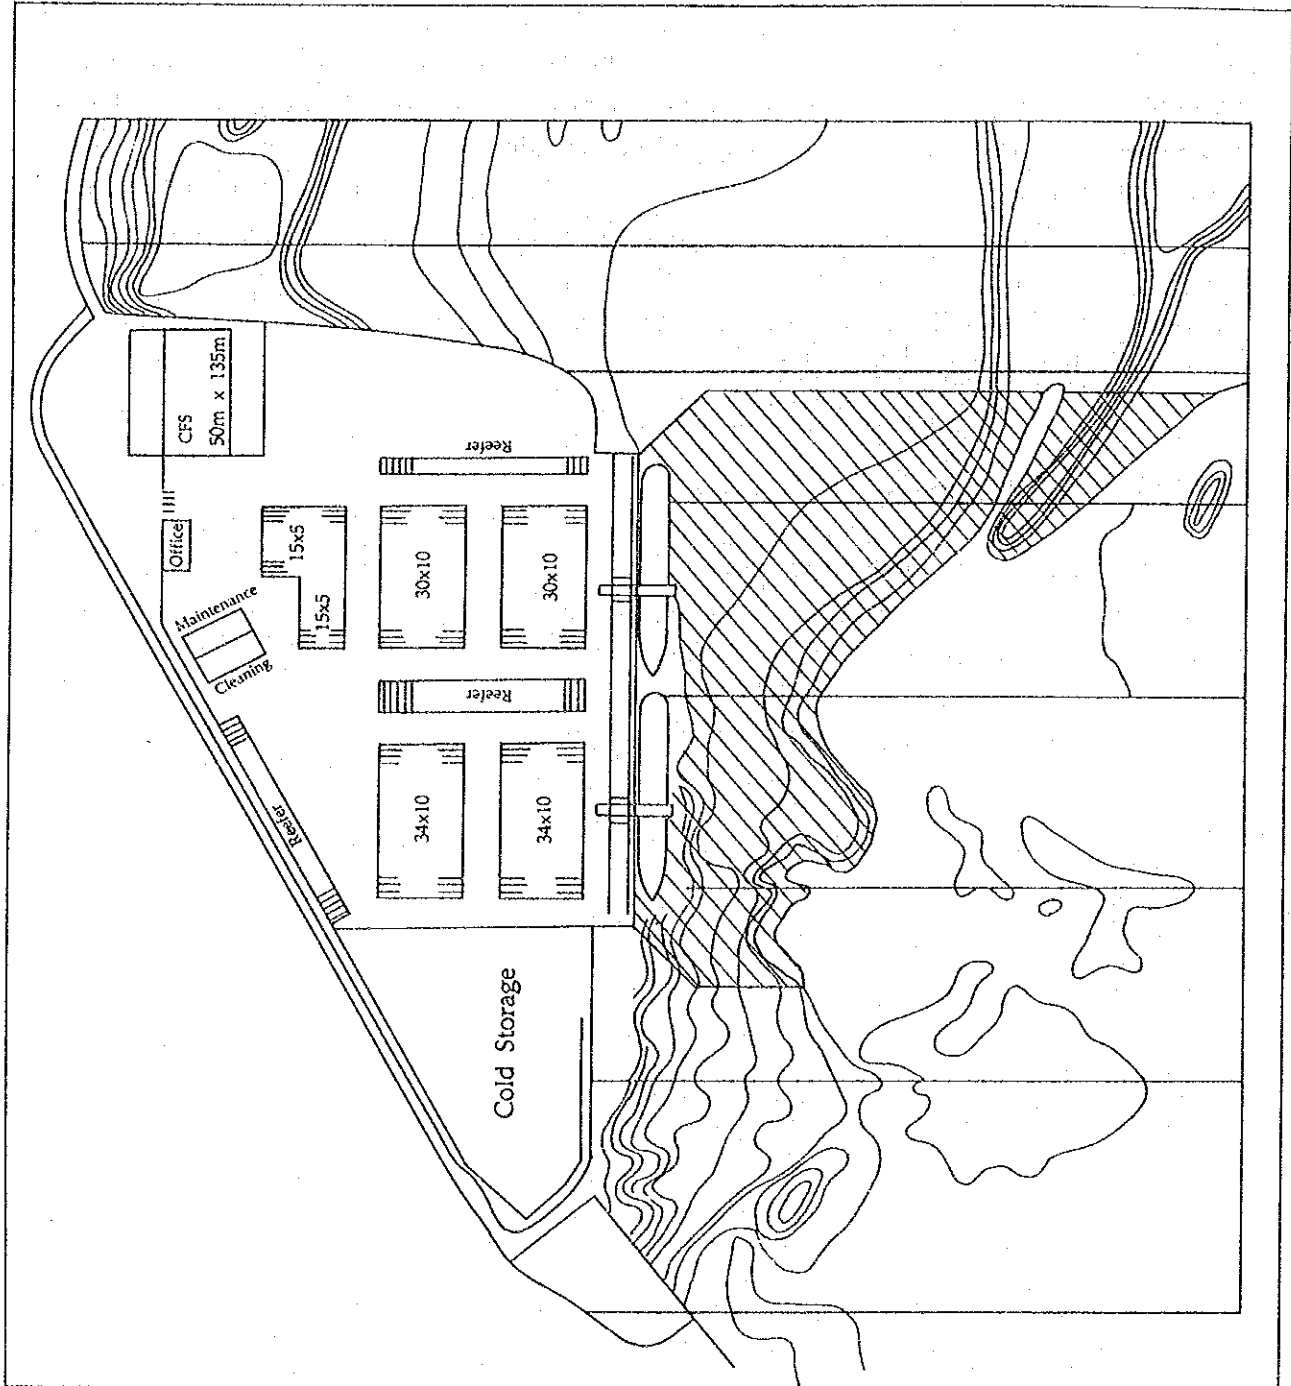 CFS
50m x 135m
Office
Maintenance
Cleaning
15x5
15x5
Reefer
30x10
30x10
Reefer
Reefer
34x10
34x10
Cold Storage